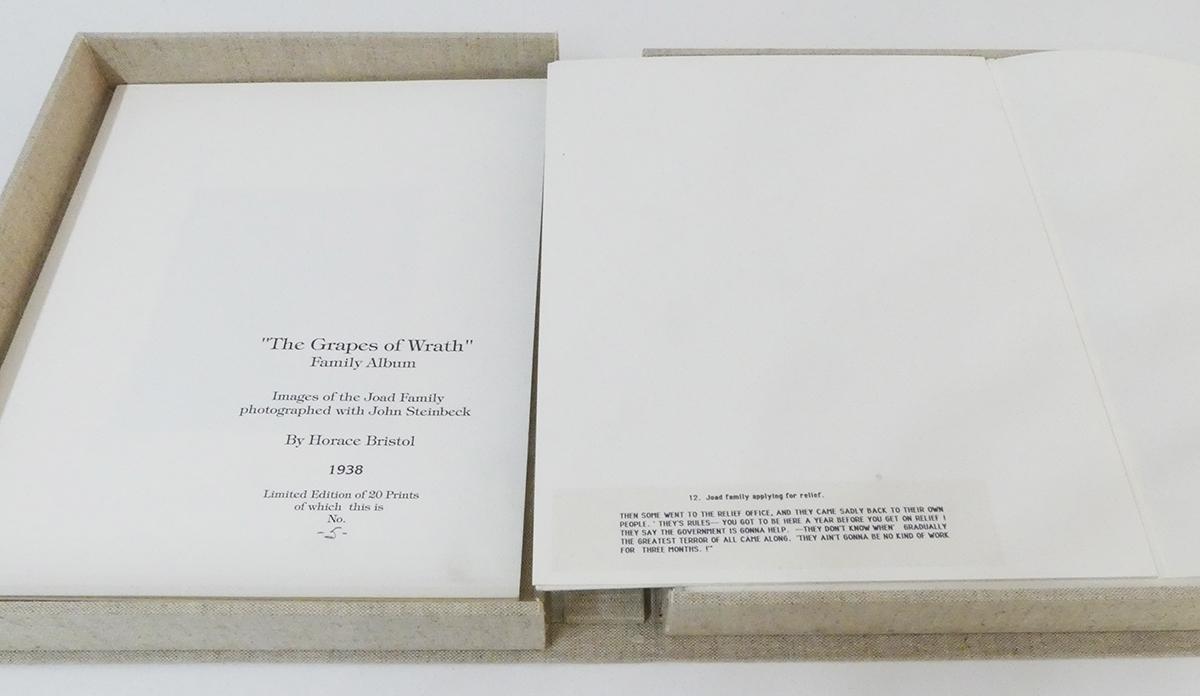 "The Grapes of Wrath"
Family Album
Images of the Joad Family
photographed with John Steinbeck
By Horace Bristol
1938
Limited Edition of 20 Prints
of which this is
No.
-5-
12. Joad family applying for relief.
THEN SOME WENT TO THE RELIEF OFFICE, AND THEY CAME SADLY BACK TO THEIR OWN
PEOPLE. ' THEY'S RULES-- YOU GOT TO BE HERE A YEAR BEFORE YOU GET ON RELIEF !
THEY SAY THE GOVERNMENT IS GONNA HELP. --THEY DON'T KNOW WHEN' GRADUALLY
THE GREATEST TERROR OF ALL CAME ALONG. 'THEY AIN'T GONNA BE NO KIND OF WORK
FOR THREE MONTHS. !"